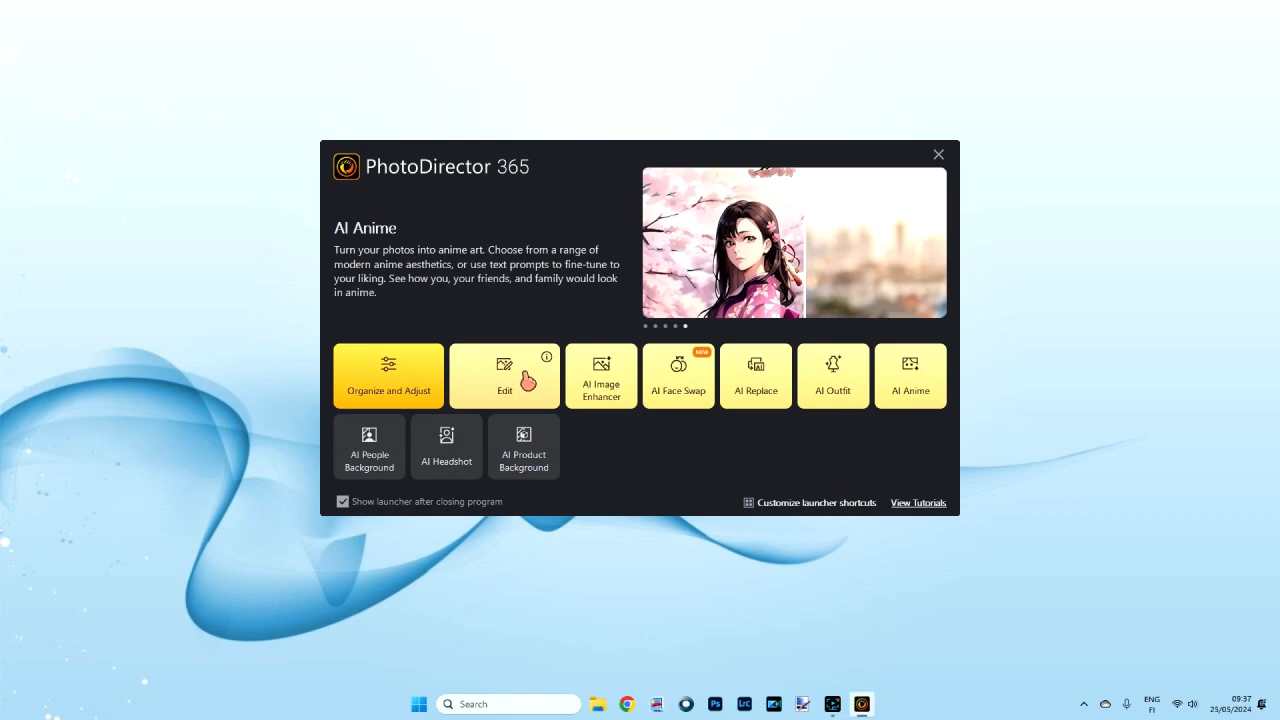 PhotoDirector 365
AI Anime
Turn your photos into anime art. Choose from a range of
modern anime aesthetics, or use text prompts to fine-tune to
your liking. See how you, your friends, and family would look
in anime.
Organize and Adjust
Edit
AI Image
Enhancer
NEW
AI Face Swap
AI Replace
AI Outfit
AI Anime
AI People
Background
AI Headshot
AI Product
Background
Show launcher after closing program
Customize launcher shortcuts
View Tutorials
Search
Ps
LrC
ENG
FI
09:37
25/05/2024